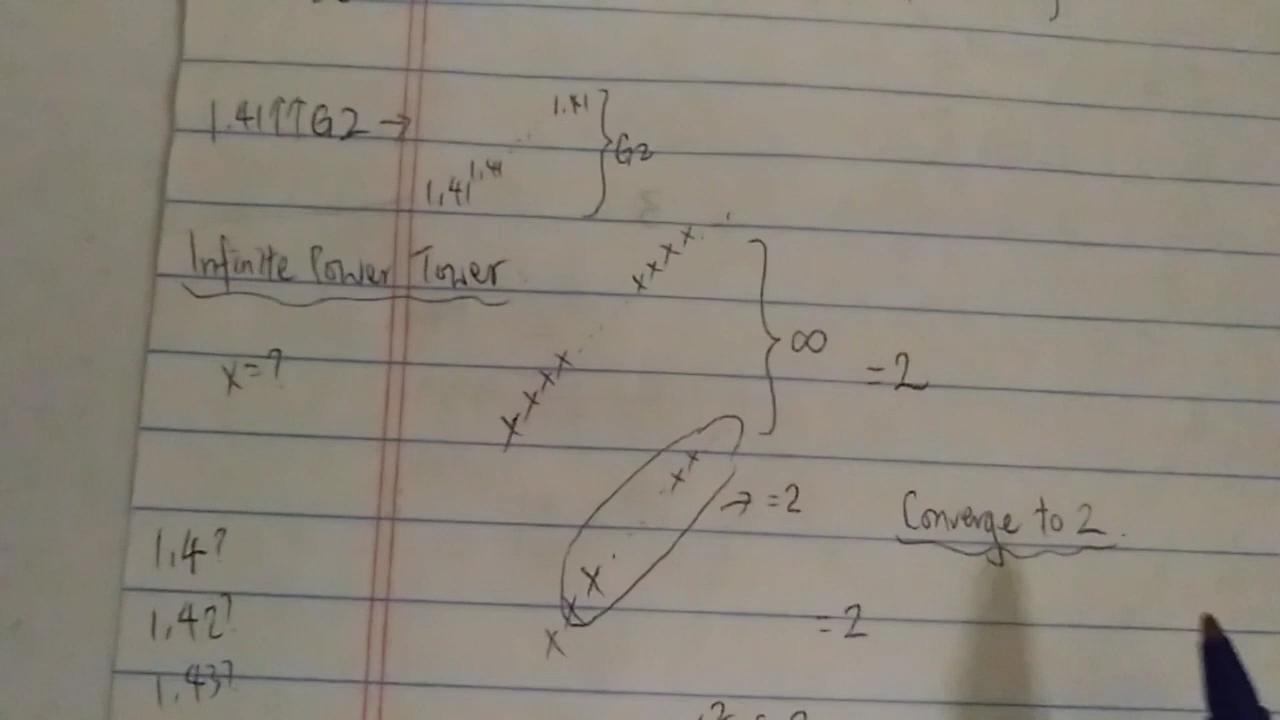 1.41↑↑G2 → 1.41^1.41 ... 1.41 } G2
Infinite Power Tower
x x x x
x=?
x x x x
} ∞ = 2
x x
→ = 2
Converge to 2.
1.4?
x x x
= 2
1.42?
1.43?